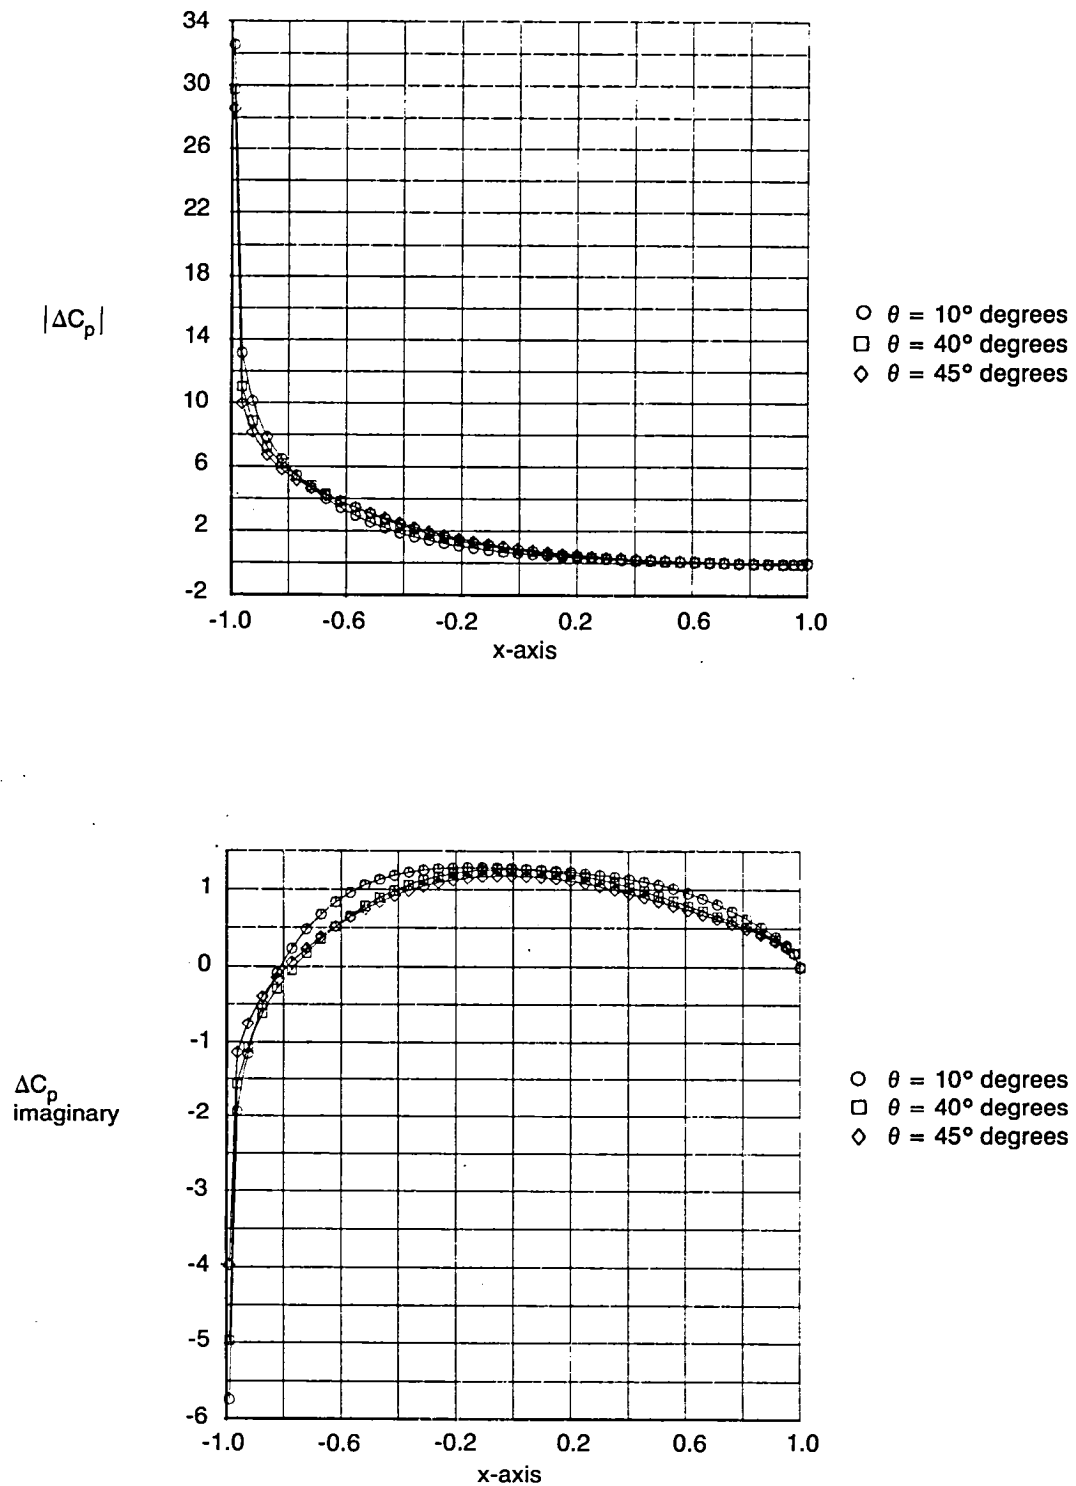 34
30
26
22
18
14
10
6
2
-2
|ΔCp|
-1.0 -0.6 -0.2 0.2 0.6 1.0
x-axis
θ = 10° degrees
θ = 40° degrees
θ = 45° degrees
1
0
-1
-2
-3
-4
-5
-6
ΔCp
imaginary
-1.0 -0.6 -0.2 0.2 0.6 1.0
x-axis
θ = 10° degrees
θ = 40° degrees
θ = 45° degrees